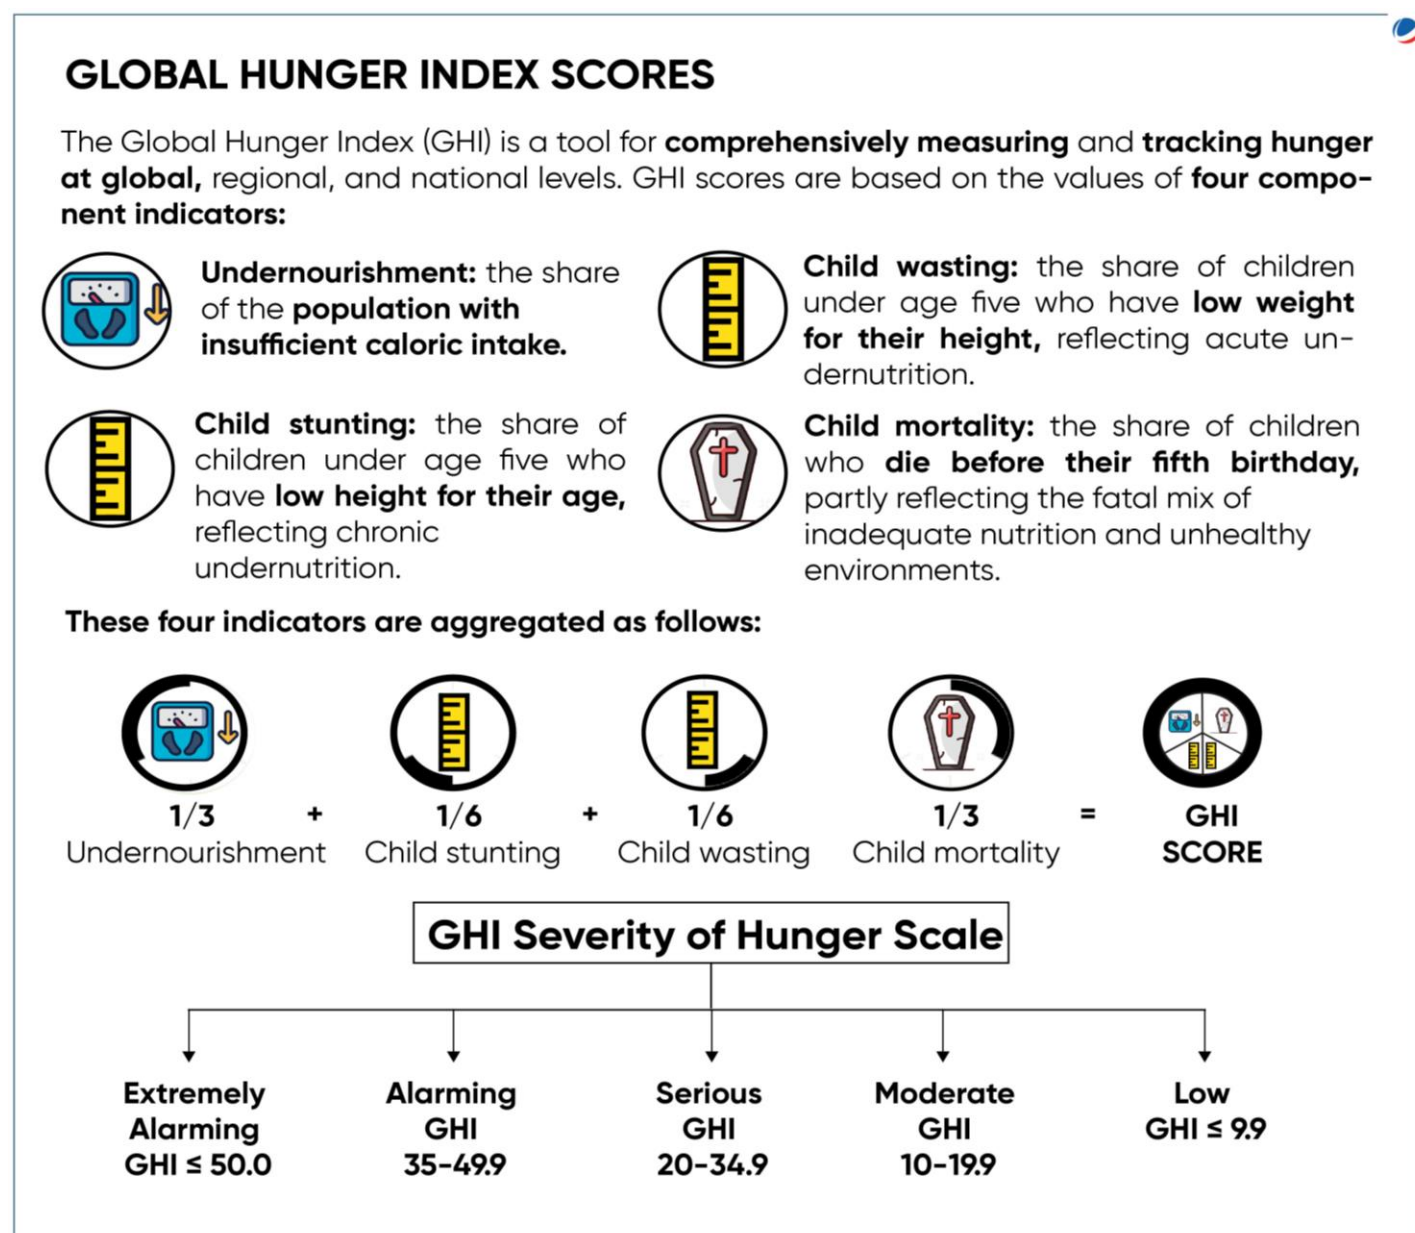 GLOBAL HUNGER INDEX SCORES
The Global Hunger Index (GHI) is a tool for comprehensively measuring and tracking hunger
at global, regional, and national levels. GHI scores are based on the values of four compo-
nent indicators:
Undernourishment: the share
of the population with
insufficient caloric intake.
Child wasting: the share of children
under age five who have low weight
for their height, reflecting acute un-
dernutrition.
Child stunting: the share of
children under age five who
have low height for their age,
reflecting chronic
undernutrition.
Child mortality: the share of children
who die before their fifth birthday,
partly reflecting the fatal mix of
inadequate nutrition and unhealthy
environments.
These four indicators are aggregated as follows:
1/3 + 1/6 + 1/6 1/3 = GHI
Undernourishment Child stunting Child wasting Child mortality SCORE
GHI Severity of Hunger Scale
Extremely Alarming Serious Moderate Low
Alarming GHI GHI GHI GHI ≤ 9.9
GHI ≤ 50.0 35-49.9 20-34.9 10-19.9